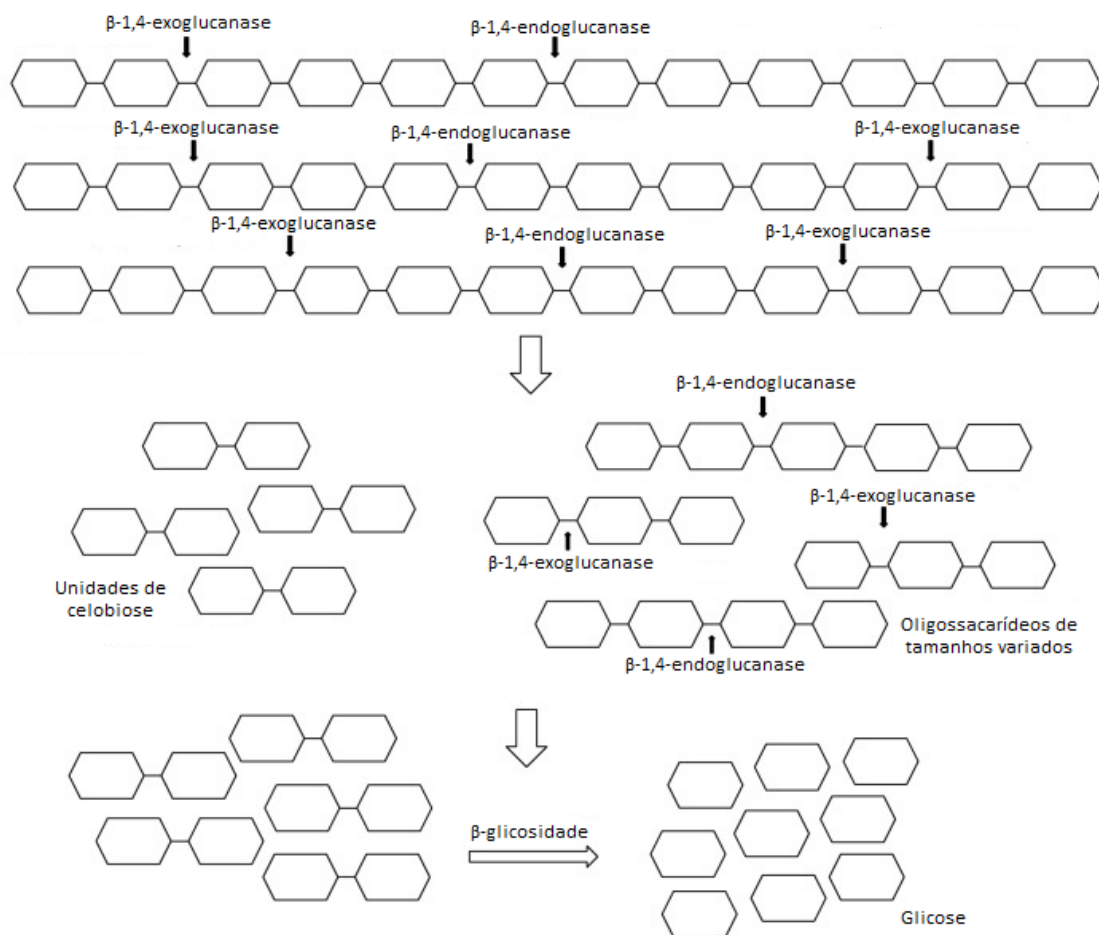 β-1,4-exoglucanase
β-1,4-endoglucanase
β-1,4-exoglucanase
β-1,4-endoglucanase
β-1,4-exoglucanase
β-1,4-exoglucanase
β-1,4-endoglucanase
β-1,4-exoglucanase
β-1,4-endoglucanase
β-1,4-exoglucanase
β-1,4-exoglucanase
Unidades de
celobiose
Oligossacarídeos de
tamanhos variados
β-1,4-endoglucanase
β-glicosidade
Glicose